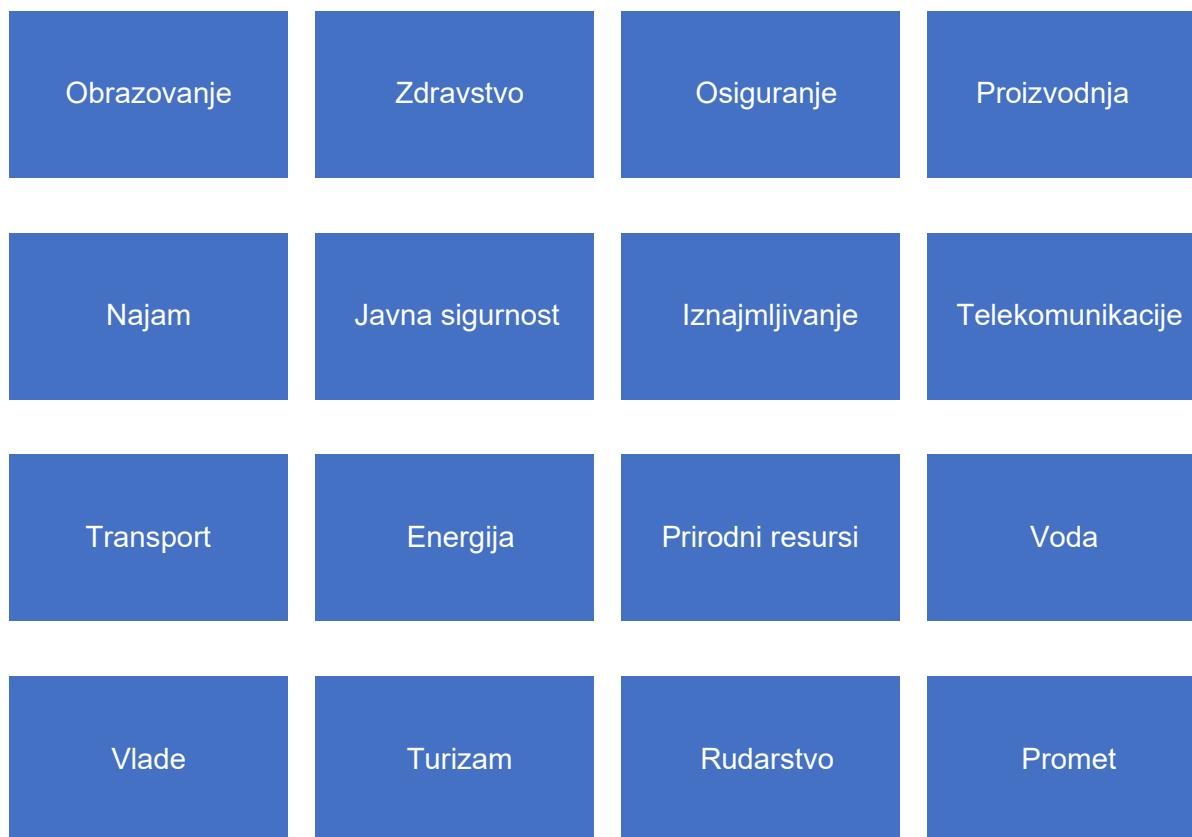 Obrazovanje
Zdravstvo
Osiguranje
Proizvodnja
Najam
Javna sigurnost
Iznajmljivanje
Telekomunikacije
Transport
Energija
Prirodni resursi
Voda
Vlade
Turizam
Rudarstvo
Promet